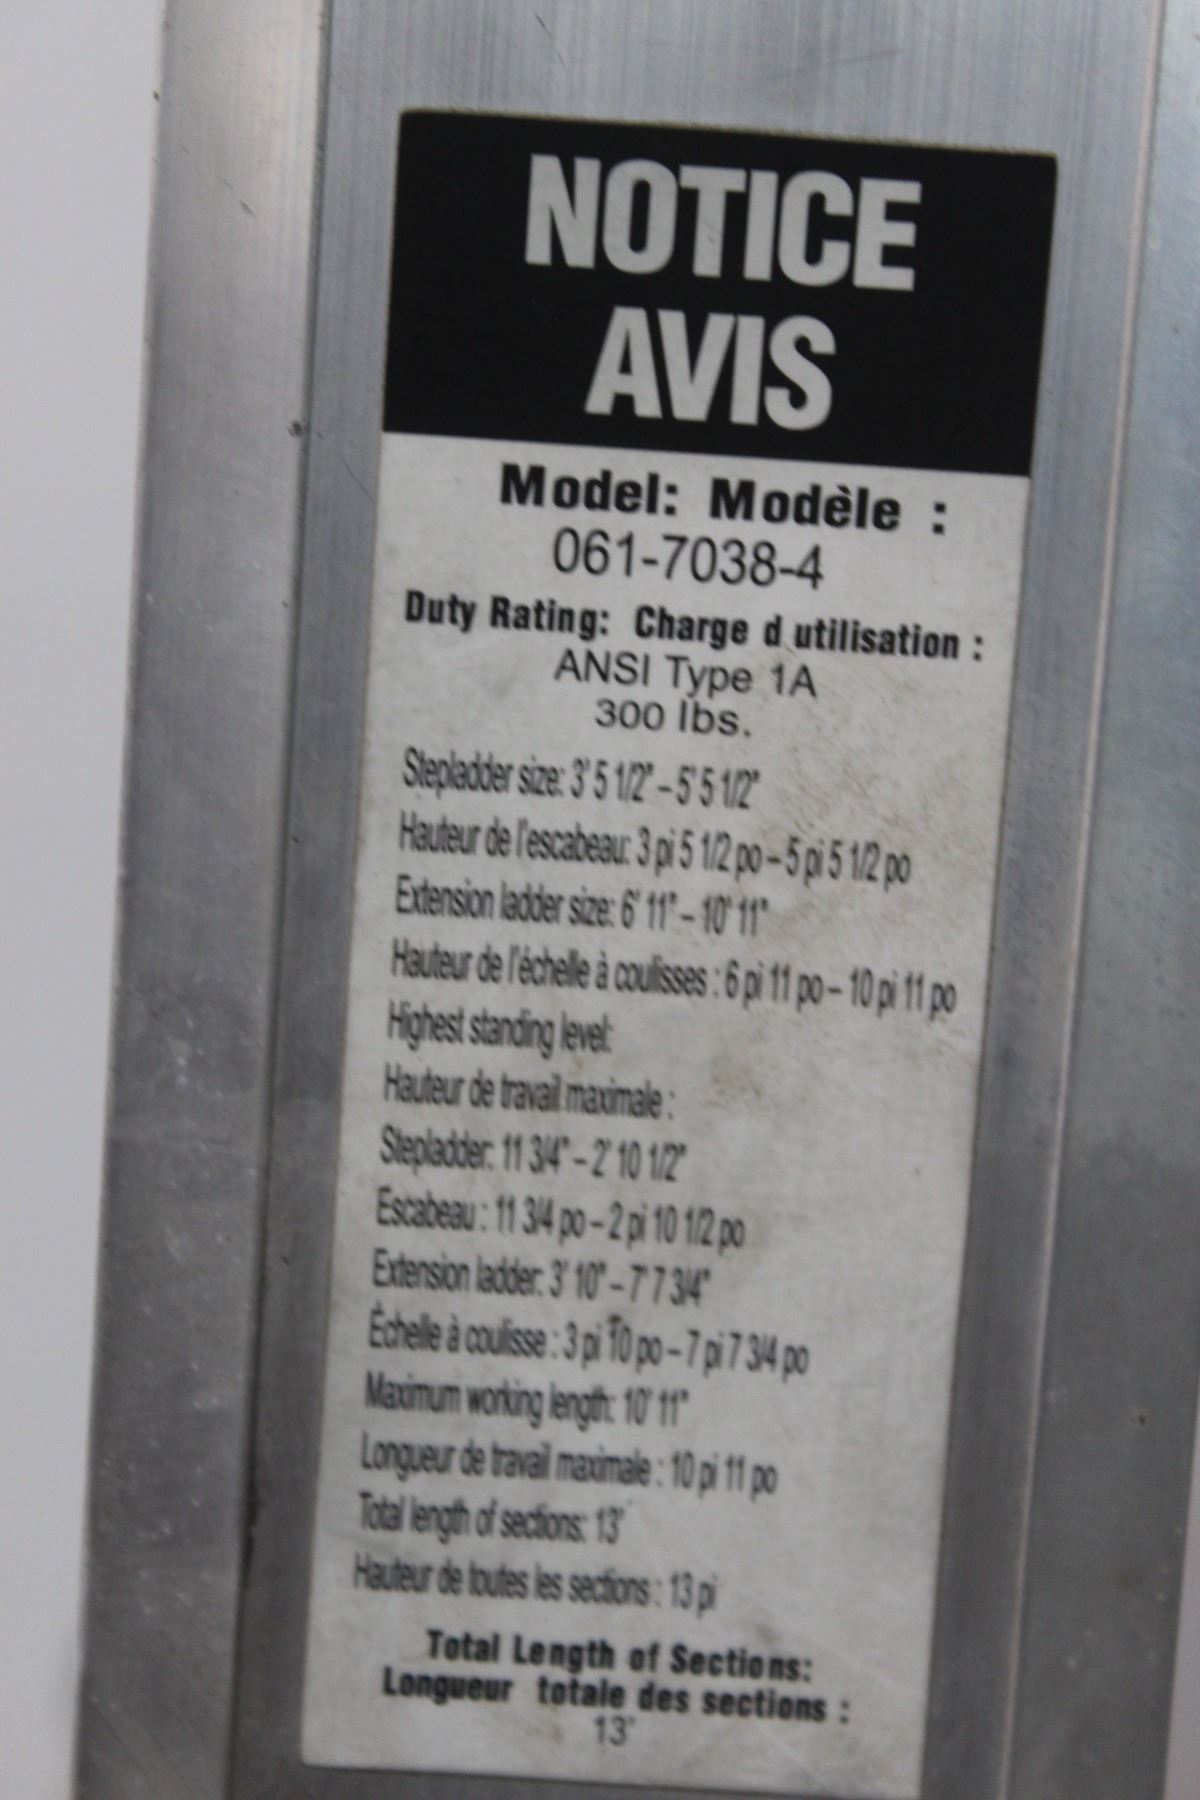 NOTICE
AVIS
Model: Modèle :
061-7038-4
Duty Rating: Charge d utilisation :
ANSI Type 1A
300 lbs.
Stepladder size: 3' 5 1/2" – 5' 5 1/2"
Hauteur de l'escabeau: 3 pi 5 1/2 po – 5 pi 5 1/2 po
Extension ladder size: 6' 11" – 10' 11"
Hauteur de l'échelle à coulisses : 6 pi 11 po – 10 pi 11 po
Highest standing level:
Hauteur de travail maximale :
Stepladder: 11 3/4" – 2' 10 1/2"
Escabeau : 11 3/4 po – 2 pi 10 1/2 po
Extension ladder: 3' 10" – 7' 7 3/4"
Échelle à coulisse : 3 pi 10 po – 7 pi 7 3/4 po
Maximum working length: 10' 11"
Longueur de travail maximale : 10 pi 11 po
Total length of sections: 13'
Hauteur de toutes les sections : 13 pi
Total Length of Sections:
Longueur totale des sections :
13'